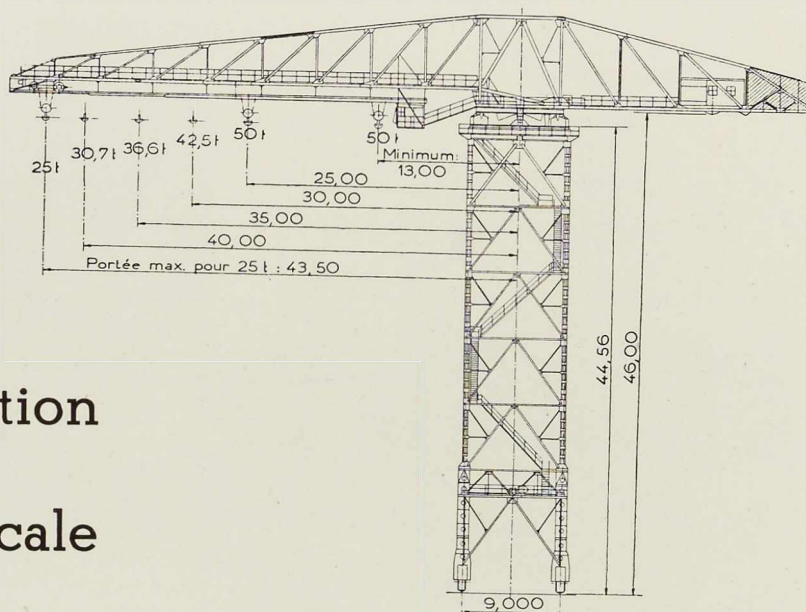 25t
30,7t
36,6t
42,5t
50t
50t
Minimum:
13,00
25,00
30,00
35,00
40,00
Portée max. pour 25t : 43,50
44,56
46,00
tion
cale
9,000